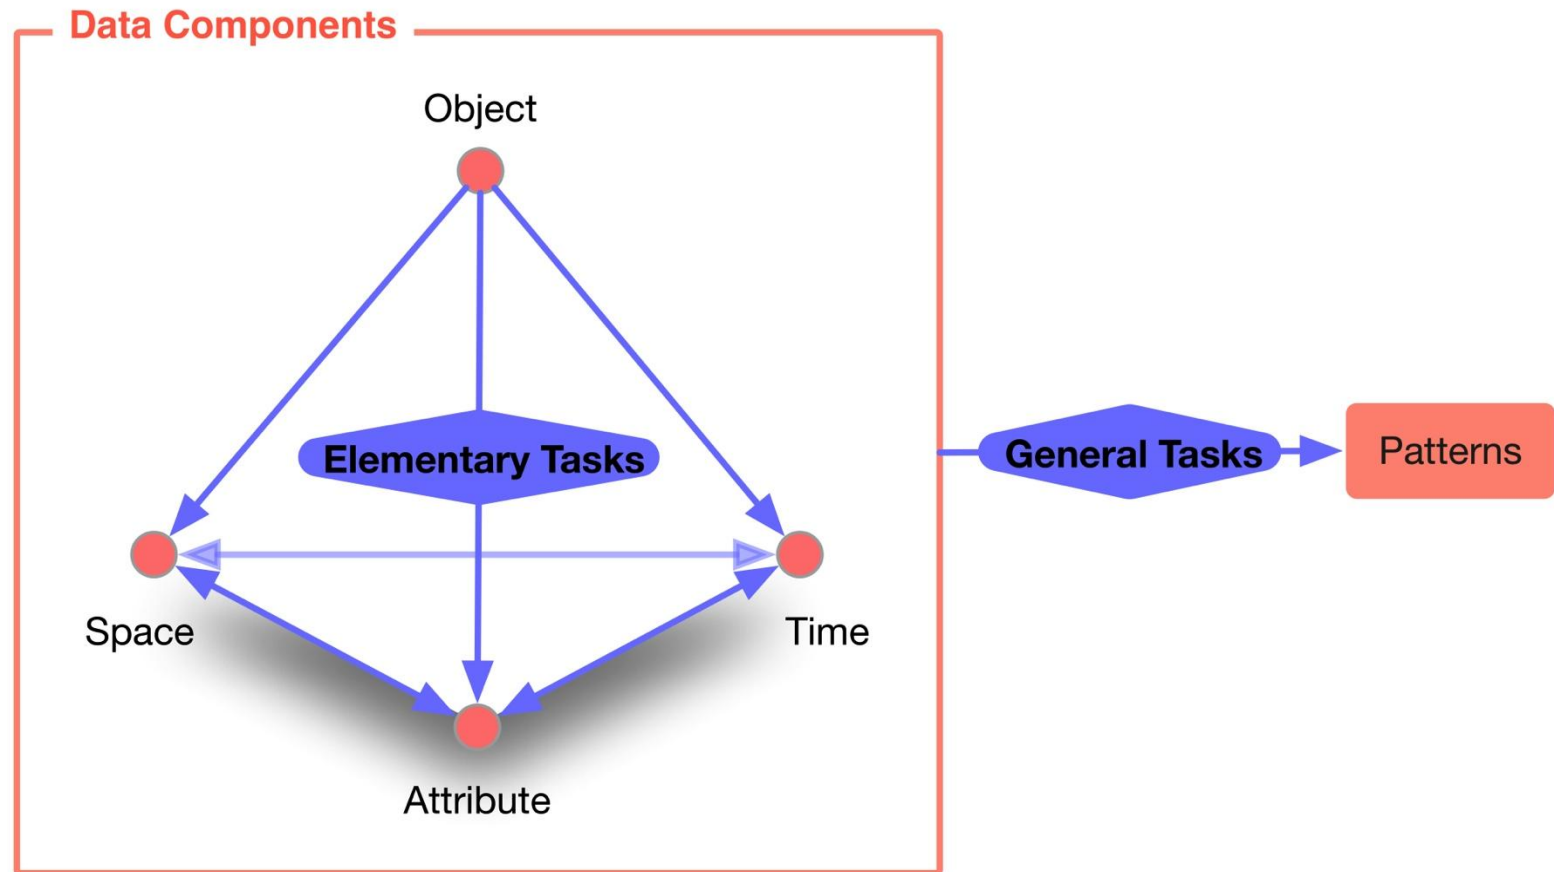 Data Components
Object
Elementary Tasks
General Tasks
Patterns
Space
Time
Attribute